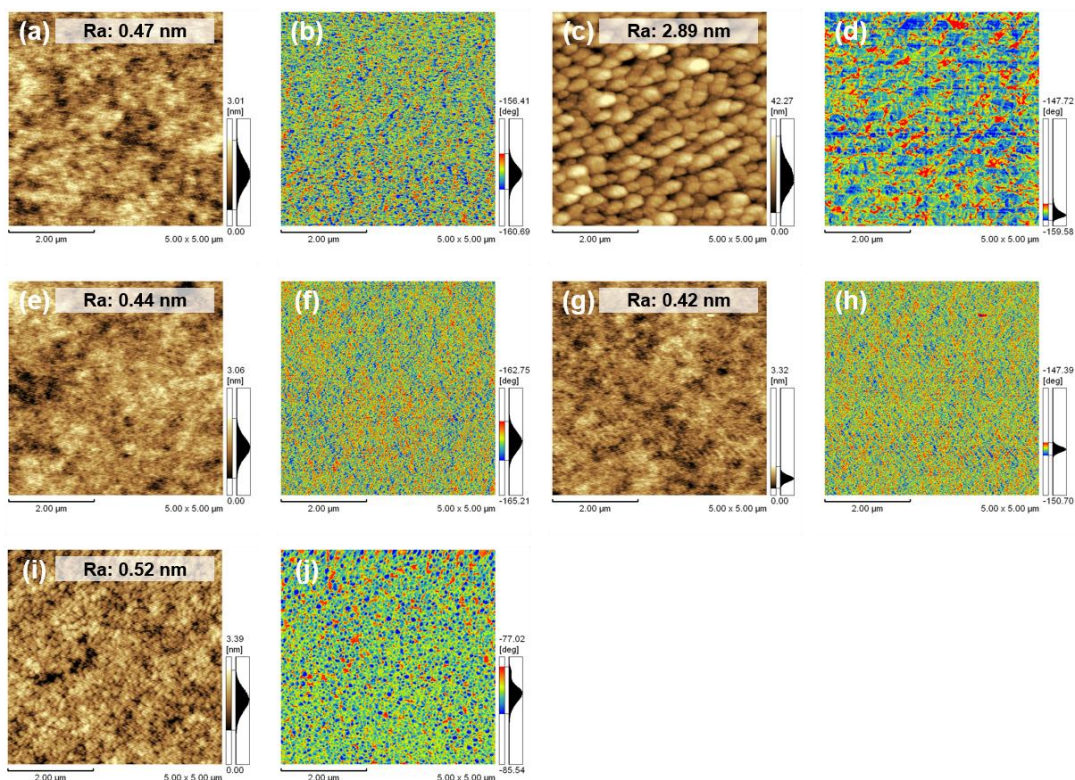 (a) Ra: 0.47 nm
3.01
[nm]
0.00
2.00 µm 5.00 x 5.00 µm
(b)
-156.41
[deg]
-160.69
2.00 µm 5.00 x 5.00 µm
(c) Ra: 2.89 nm
42.27
[nm]
0.00
2.00 µm 5.00 x 5.00 µm
(d)
-147.72
[deg]
-159.58
2.00 µm 5.00 x 5.00 µm
(e) Ra: 0.44 nm
3.06
[nm]
0.00
2.00 µm 5.00 x 5.00 µm
(f)
-162.75
[deg]
-165.21
2.00 µm 5.00 x 5.00 µm
(g) Ra: 0.42 nm
3.32
[nm]
0.00
2.00 µm 5.00 x 5.00 µm
(h)
-147.39
[deg]
-150.70
2.00 µm 5.00 x 5.00 µm
(i) Ra: 0.52 nm
3.39
[nm]
0.00
2.00 µm 5.00 x 5.00 µm
(j)
-77.02
[deg]
-85.54
2.00 µm 5.00 x 5.00 µm